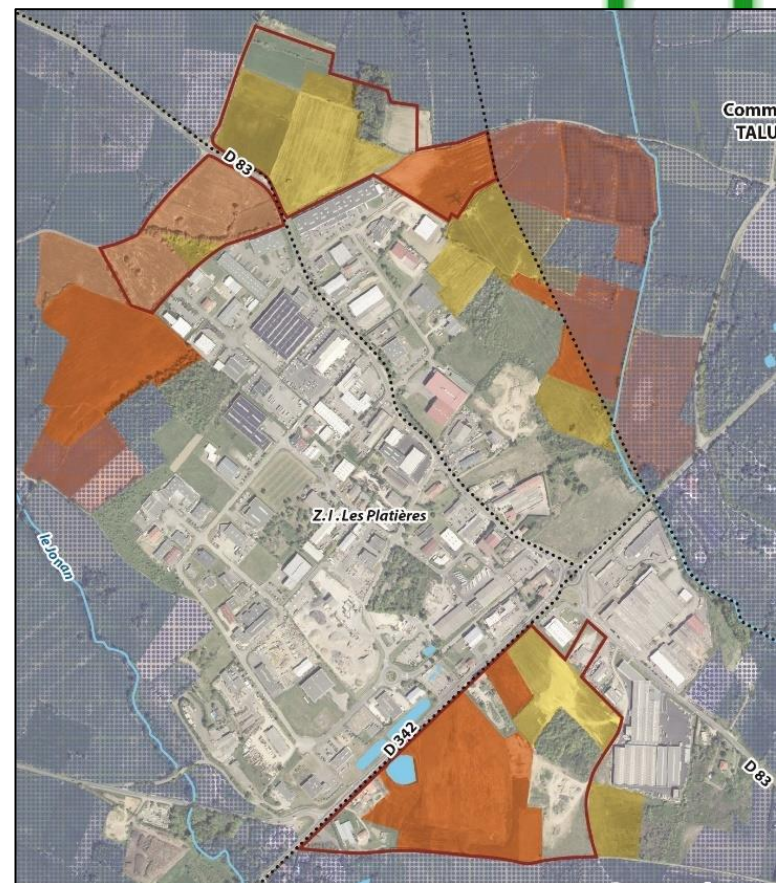 Comm
TALU
D 83
Z.I. Les Platières
le Jonan
D 342
D 83